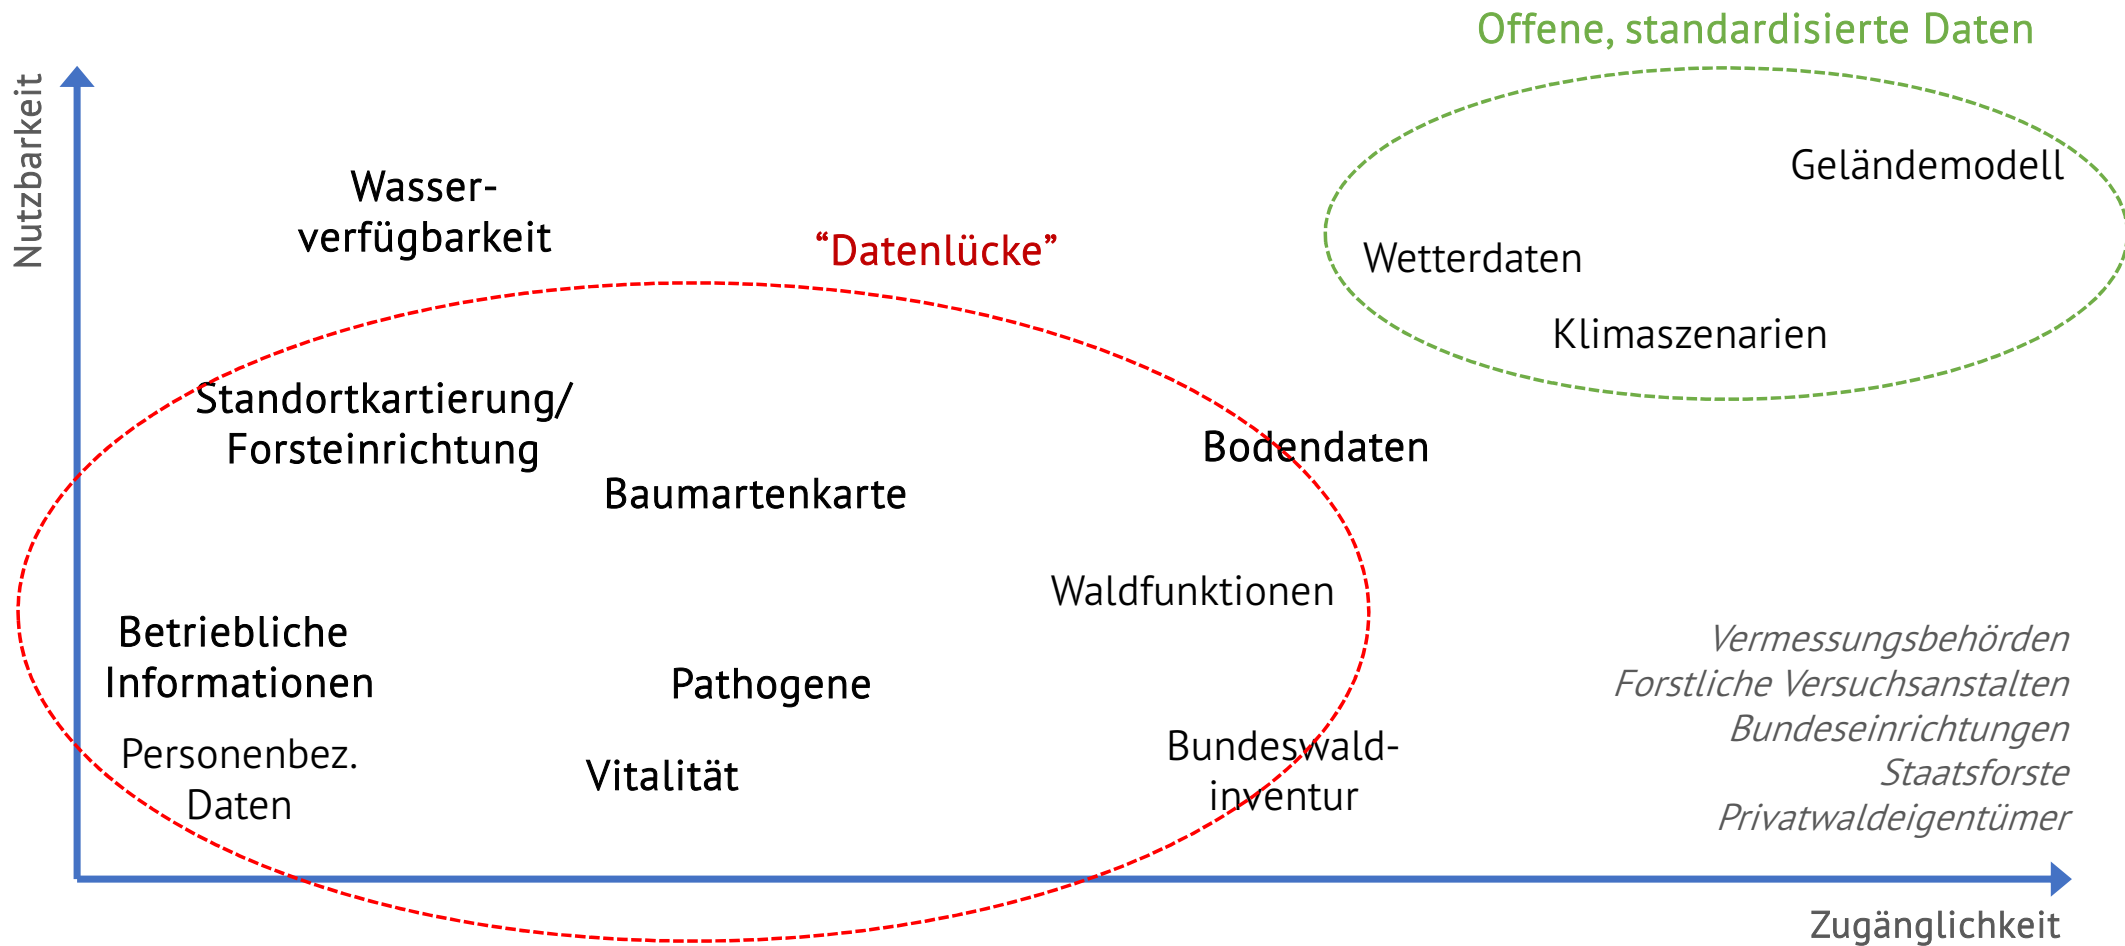 Offene, standardisierte Daten
Nutzbarkeit
Geländemodell
Wasser-
verfügbarkeit
“Datenlücke”
Wetterdaten
Klimaszenarien
Standortkartierung/
Forsteinrichtung
Bodendaten
Baumartenkarte
Waldfunktionen
Betriebliche
Informationen
Pathogene
Personenbez.
Daten
Vitalität
Bundeswald-
inventur
Vermessungsbehörden
Forstliche Versuchsanstalten
Bundeseinrichtungen
Staatsforste
Privatwaldeigentümer
Zugänglichkeit